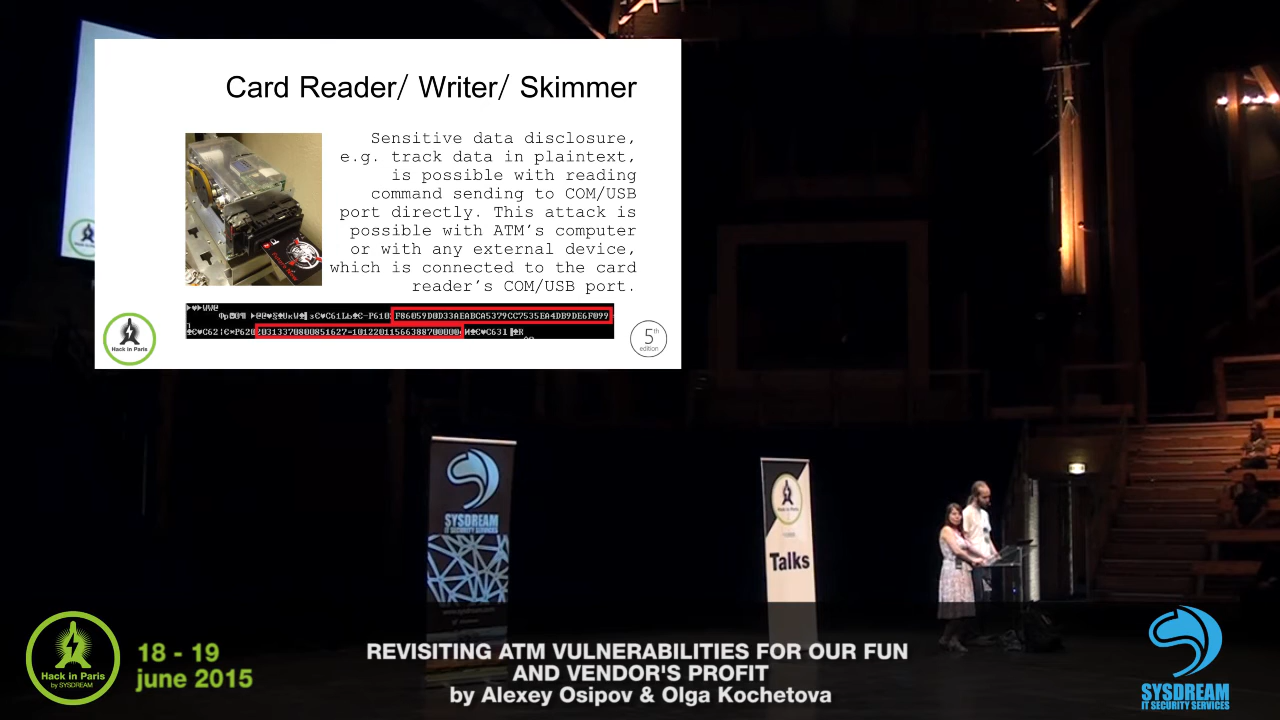 Card Reader/ Writer/ Skimmer
Sensitive data disclosure,
e.g. track data in plaintext,
is possible with reading
command sending to COM/USB
port directly. This attack is
possible with ATM's computer
or with any external device,
which is connected to the card
reader's COM/USB port.
Hack in Paris
5th
edition
SYSDREAM
IT SECURITY SERVICES
Hack in Paris
Talks
Hack in Paris
by SYSDREAM
18 - 19
june 2015
REVISITING ATM VULNERABILITIES FOR OUR FUN
AND VENDOR'S PROFIT
by Alexey Osipov & Olga Kochetova
SYSDREAM
IT SECURITY SERVICES